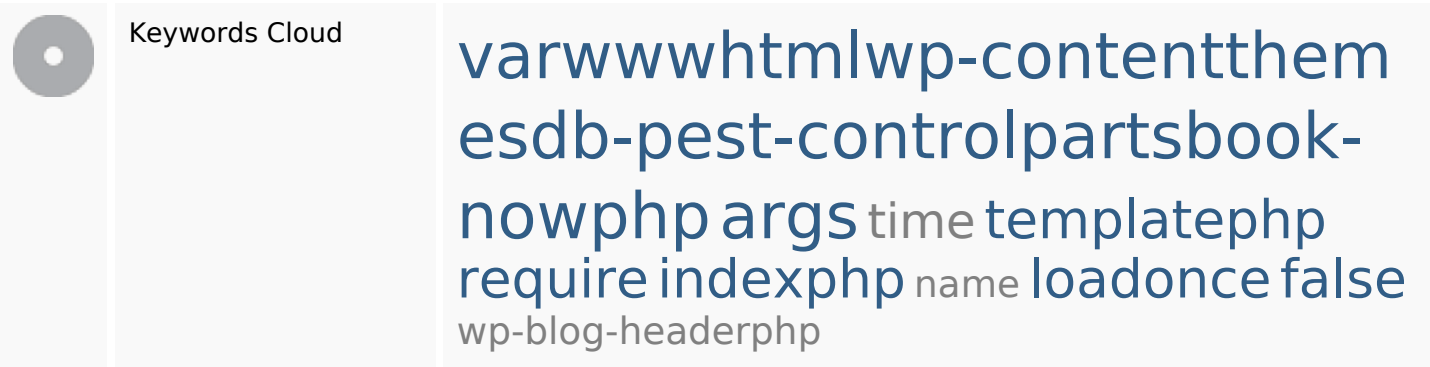 Keywords Cloud
varwwwhtmlwp-contentthem
esdb-pest-controlpartsbook-
nowphp args time templatephp
require indexphp name loadonce false
wp-blog-headerphp